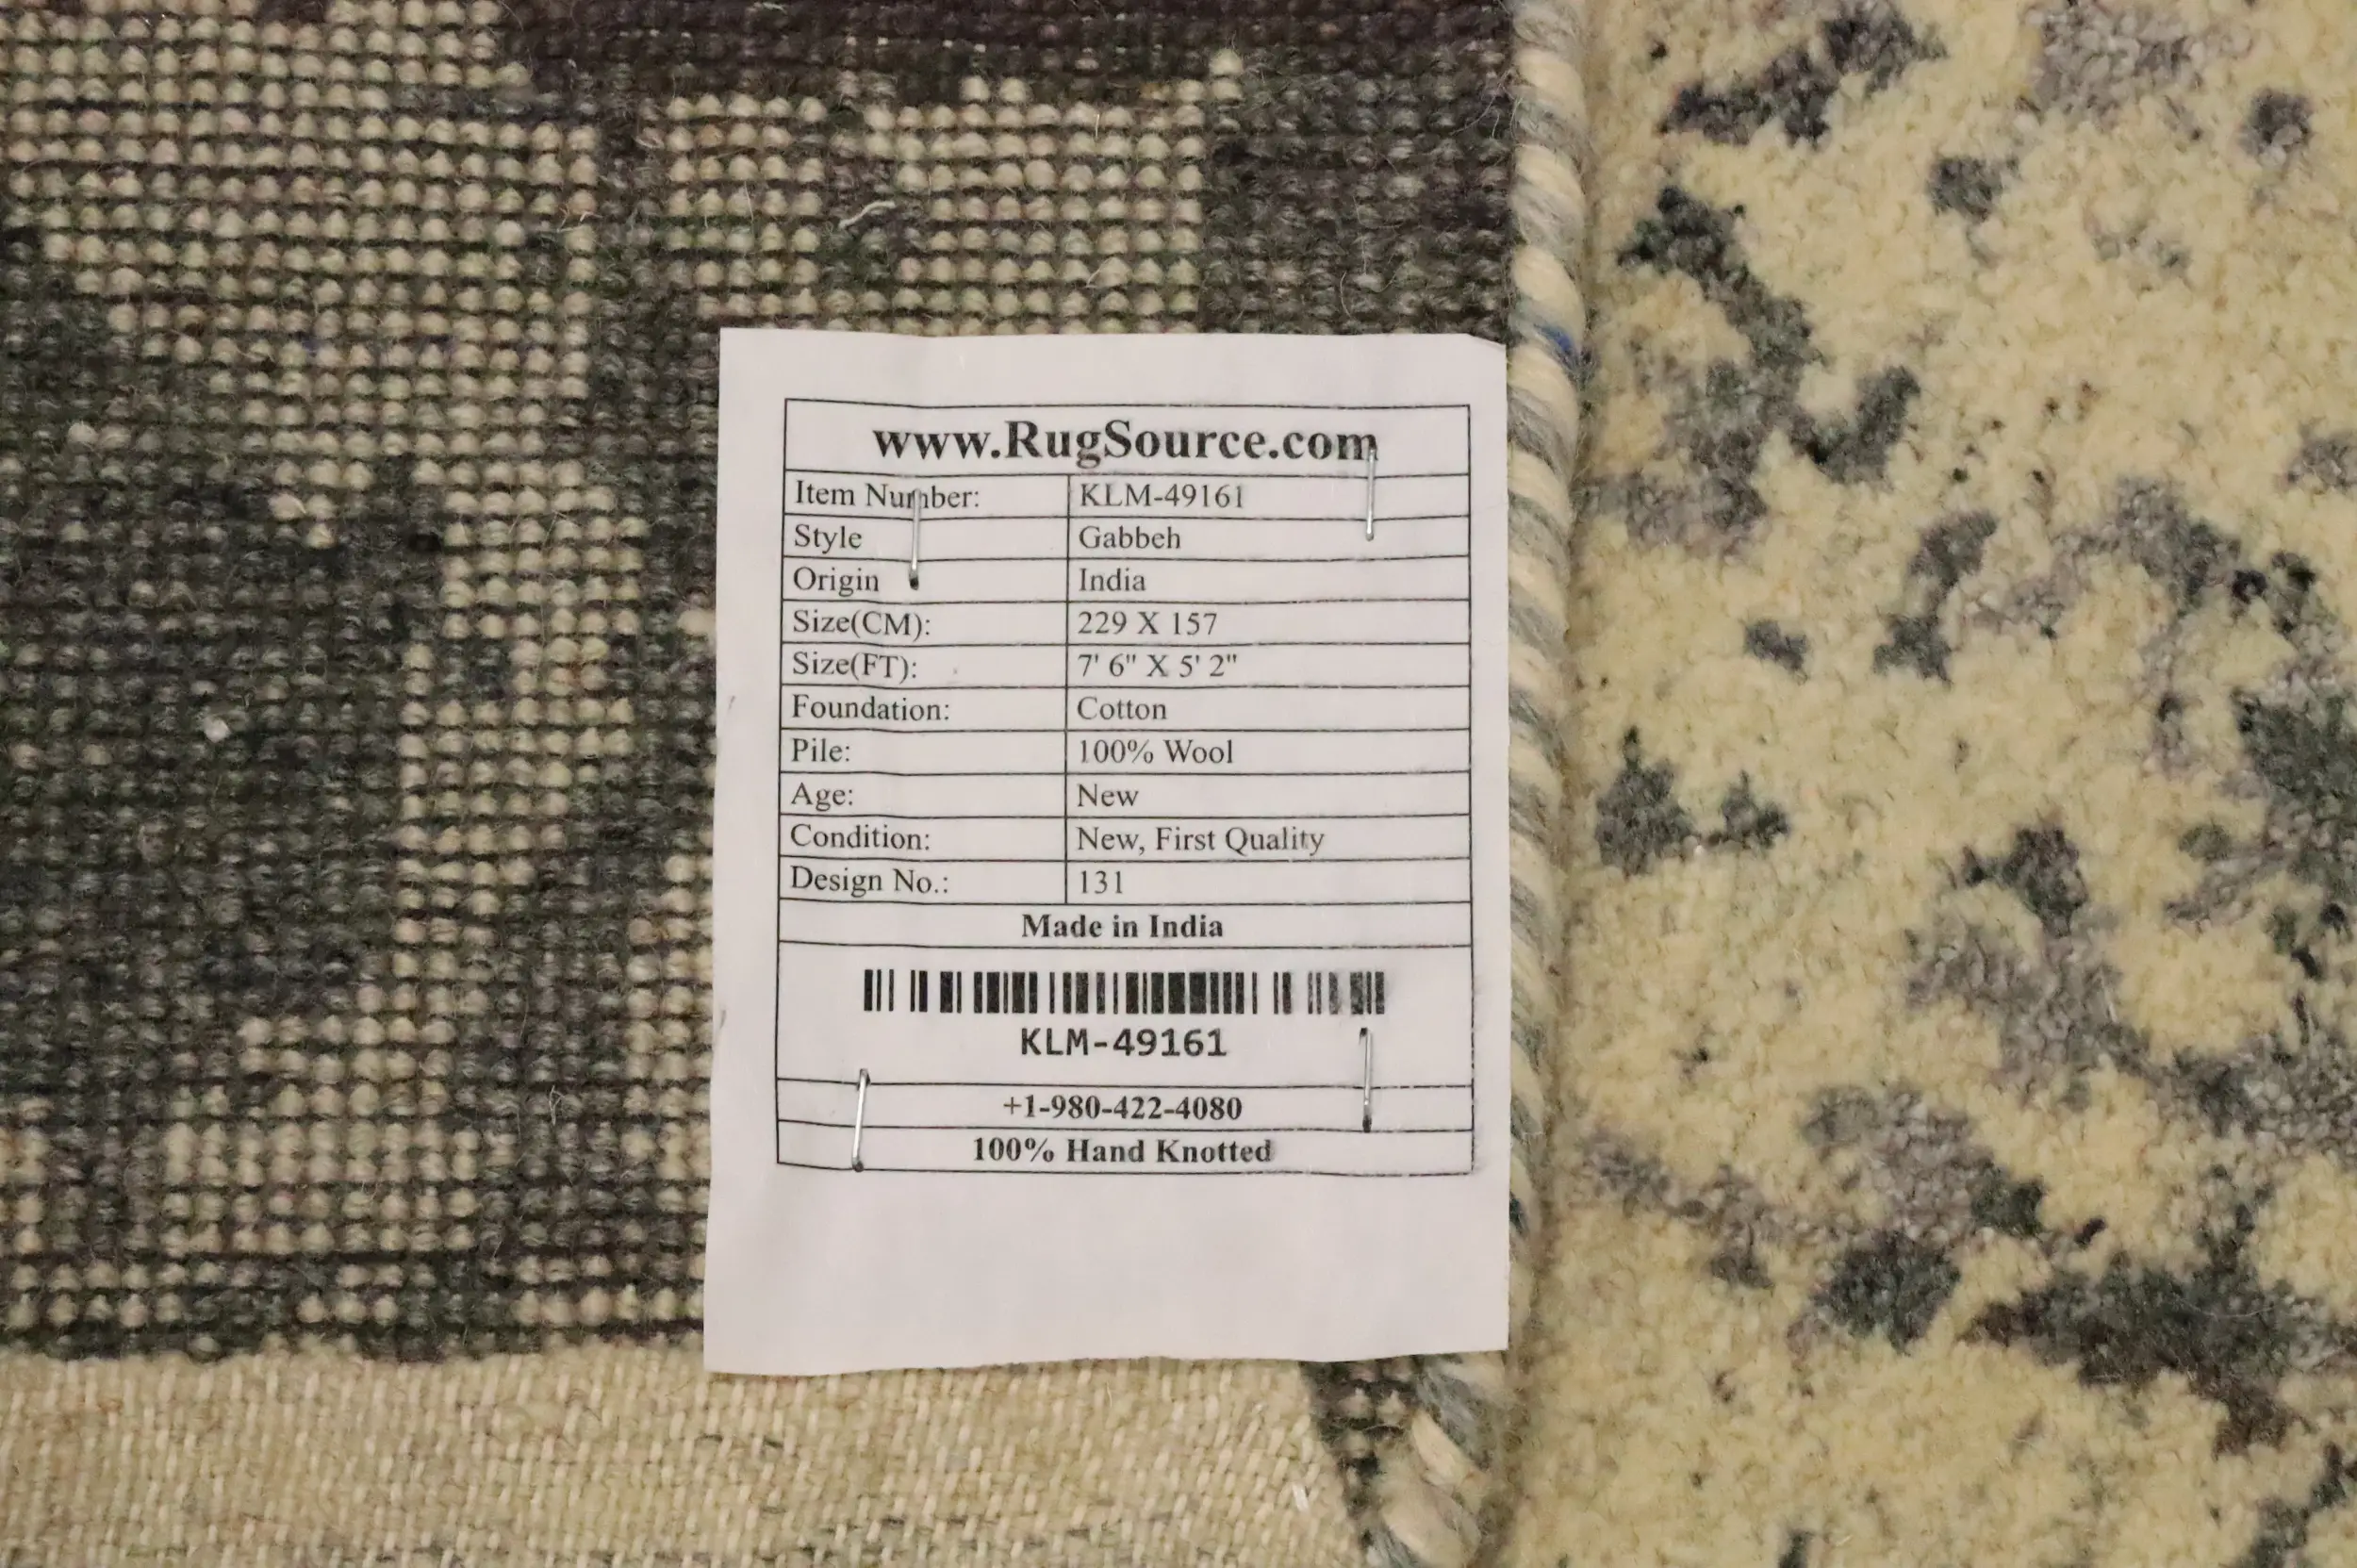 www.RugSource.com
Item Number: KLM-49161
Style Gabbeh
Origin India
Size(CM): 229 X 157
Size(FT): 7' 6" X 5' 2"
Foundation: Cotton
Pile: 100% Wool
Age: New
Condition: New, First Quality
Design No.: 131
Made in India
KLM-49161
+1-980-422-4080
100% Hand Knotted